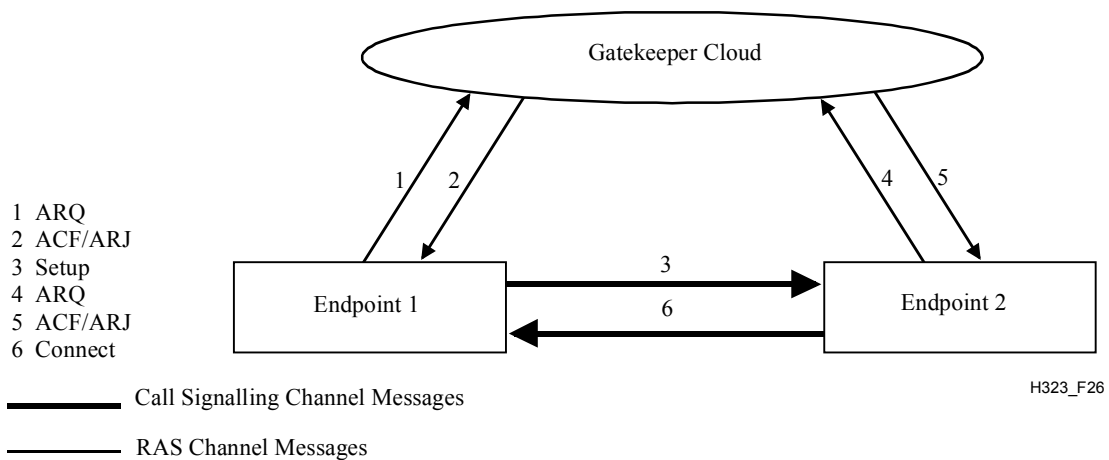 Gatekeeper Cloud
1
2
4
5
1 ARQ
2 ACF/ARJ
3 Setup
4 ARQ
5 ACF/ARJ
6 Connect
Endpoint 1
3
6
Endpoint 2
H323_F26
Call Signalling Channel Messages
RAS Channel Messages